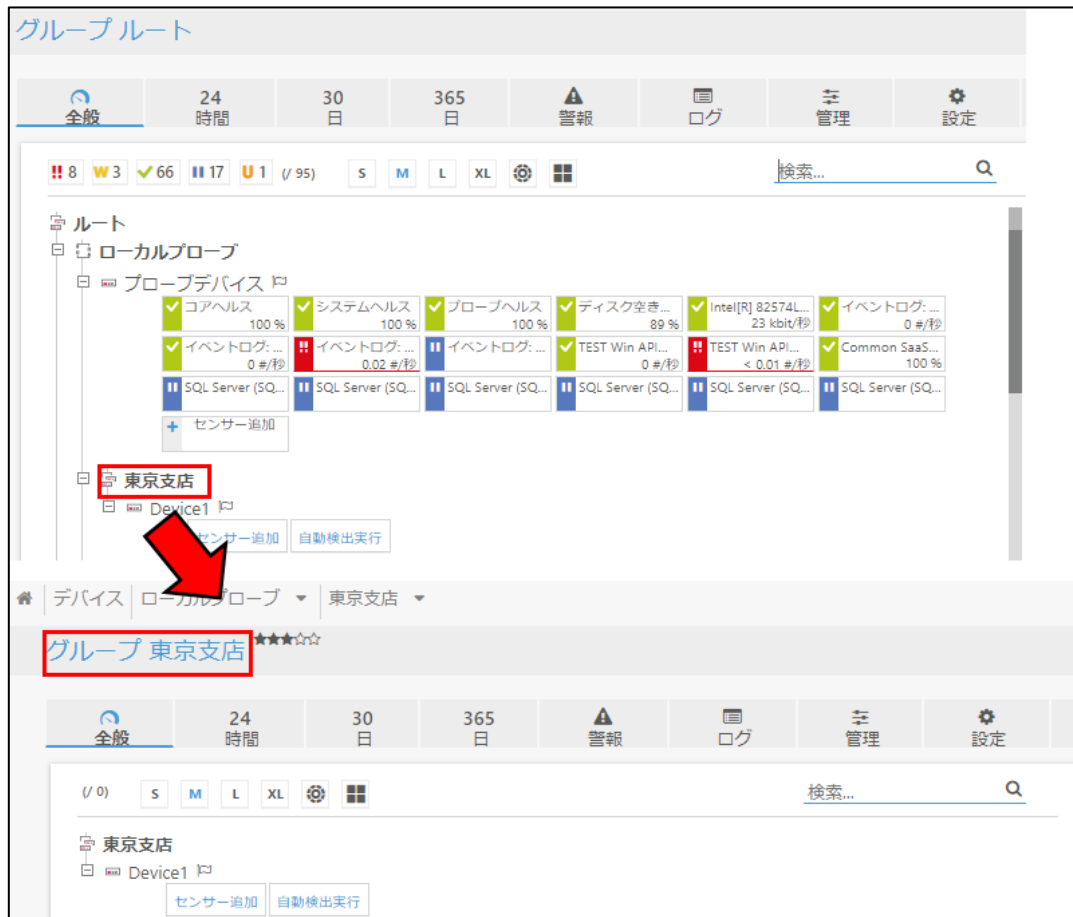 グループ ルート
全般 24 時間 30 日 365 日 警報 ログ 管理 設定
!! 8 W 3 66 17 U 1 (/ 95) S M L XL 検索...
ルート
ローカルプローブ
プローブデバイス
コアヘルス システムヘルス プローブヘルス ディスク空き... Intel[R] 82574L... イベントログ: ...
100 % 100 % 100 % 89 % 23 kbit/秒 0 #/秒
イベントログ: ... イベントログ: ... イベントログ: ... TEST Win API... TEST Win API... Common SaaS...
0 #/秒 0.02 #/秒 0 #/秒 < 0.01 #/秒 100 %
SQL Server (SQ... SQL Server (SQ... SQL Server (SQ... SQL Server (SQ... SQL Server (SQ... SQL Server (SQ...
+ センサー追加
東京支店
Device1
センサー追加 自動検出実行
デバイス ローカルプローブ 東京支店
グループ 東京支店 ★★★☆☆
全般 24 時間 30 日 365 日 警報 ログ 管理 設定
(/ 0) S M L XL 検索...
東京支店
Device1
センサー追加 自動検出実行